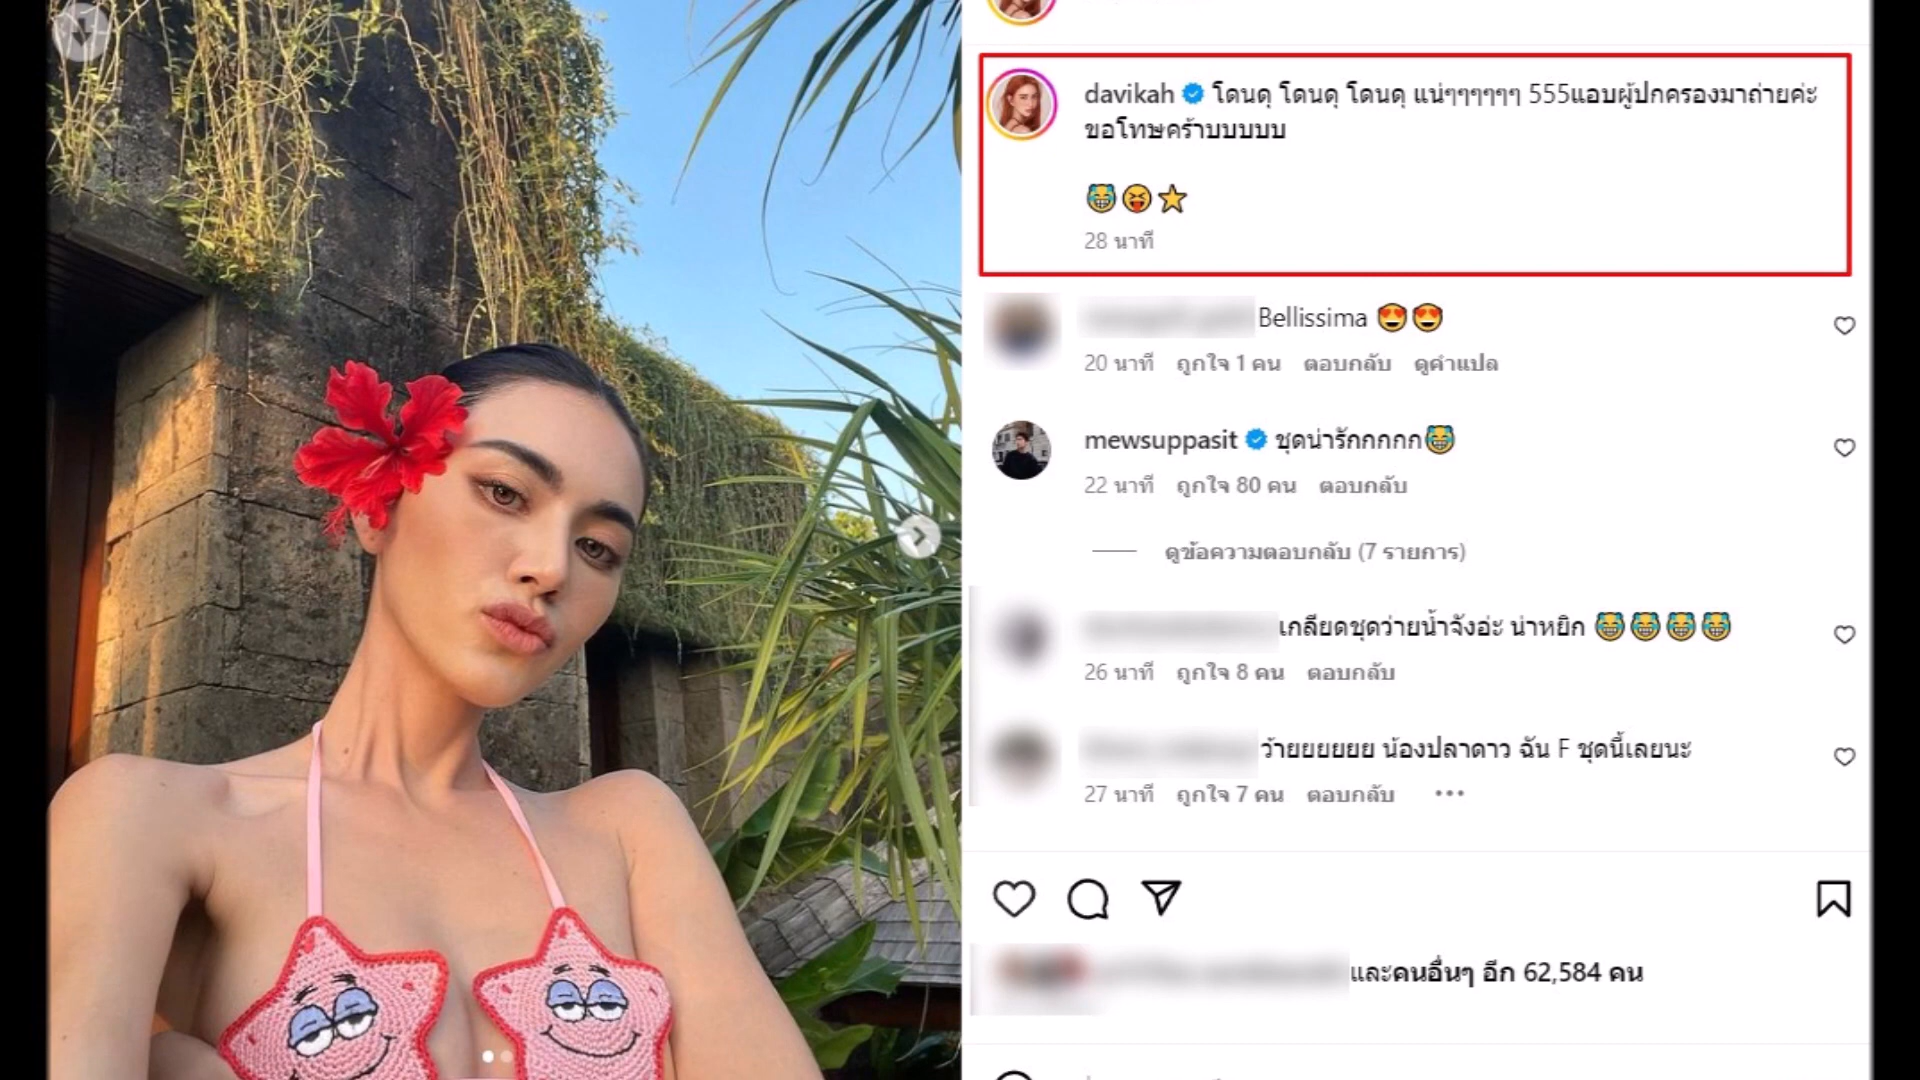 davikah โดนดุ โดนดุ โดนดุ แน่ๆๆๆๆๆๆ 555แอบผู้ปกครองมาถ่ายค่ะ
ขอโทษคร้าบบบบบ
28 นาที
Bellissima
20 นาที ถูกใจ 1 คน ตอบกลับ ดูคำแปล
mewsuppasit ชุดน่ารักกกกก
22 นาที ถูกใจ 80 คน ตอบกลับ
ดูข้อความตอบกลับ (7 รายการ)
เกลียดชุดว่ายน้ำจังอ่ะ น่าหยิก
26 นาที ถูกใจ 8 คน ตอบกลับ
ว้ายยยยยย น้องปลาดาว ฉัน F ชุดนี้เลยนะ
27 นาที ถูกใจ 7 คน ตอบกลับ
และคนอื่นๆ อีก 62,584 คน